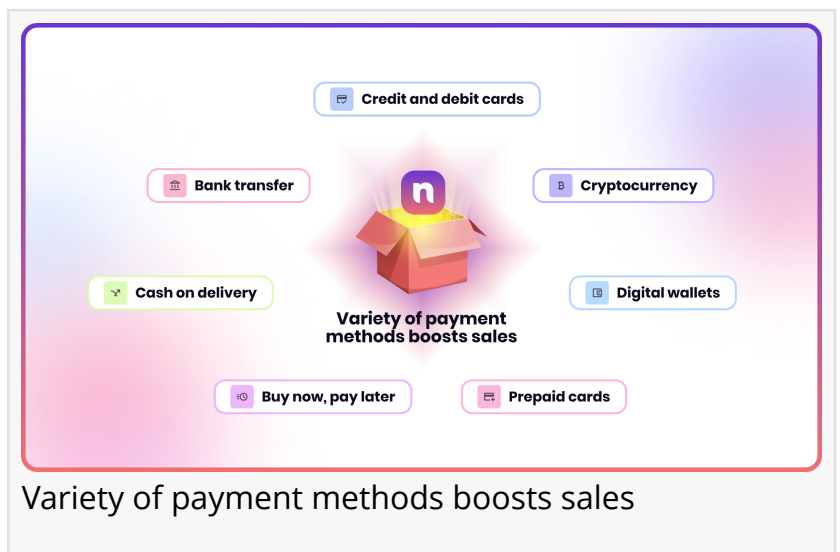 Credit and debit cards
Bank transfer
n
Cryptocurrency
Cash on delivery
Digital wallets
Variety of payment
methods boosts sales
Buy now, pay later
Prepaid cards
Variety of payment methods boosts sales